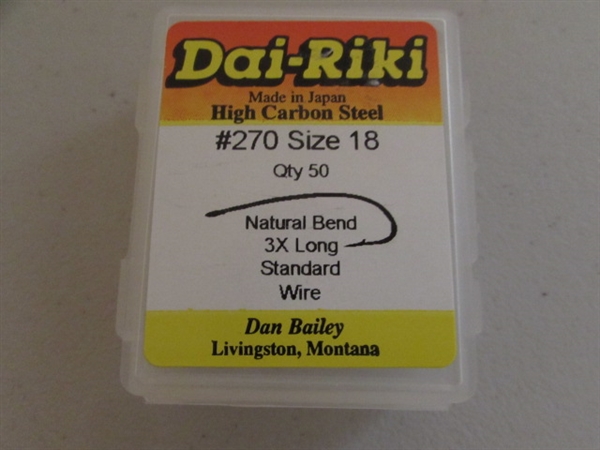 Dai-Riki
Made in Japan
High Carbon Steel
#270 Size 18
Qty 50
Natural Bend
3X Long
Standard
Wire
Dan Bailey
Livingston, Montana